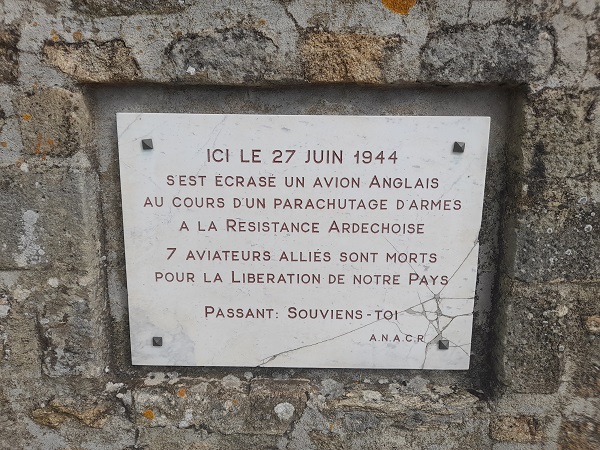 ICI LE 27 JUIN 1944
S'EST ÉCRASÉ UN AVION ANGLAIS
AU COURS D'UN PARACHUTAGE D'ARMES
A LA RESISTANCE ARDECHOISE
7 AVIATEURS ALLIÉS SONT MORTS
POUR LA LIBERATION DE NOTRE PAYS
PASSANT: SOUVIENS-TOI
A.N.A.C.R.